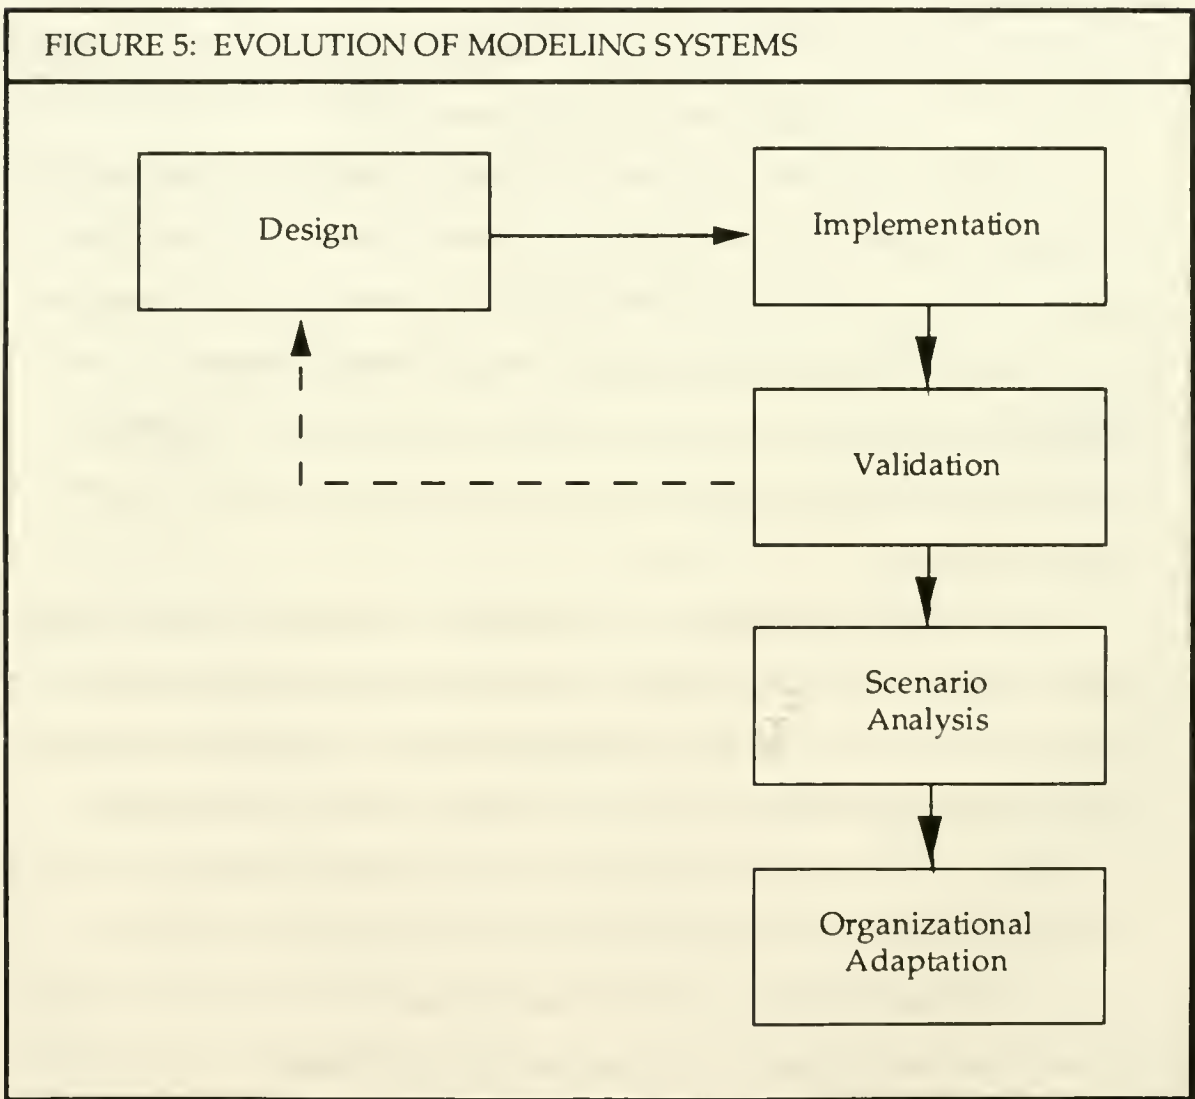 FIGURE 5: EVOLUTION OF MODELING SYSTEMS
Design
Implementation
Validation
Scenario
Analysis
Organizational
Adaptation